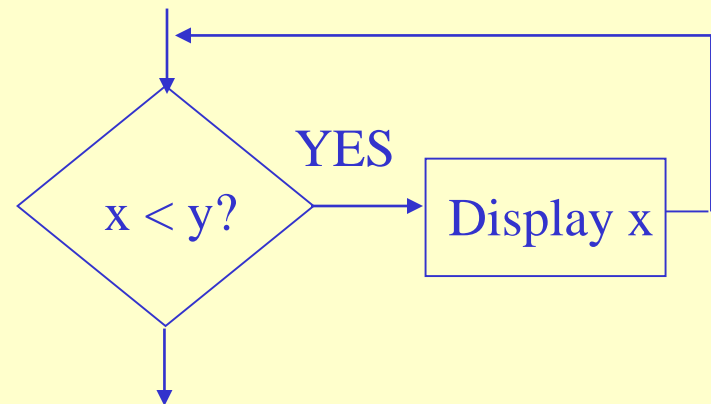 YES
x < y?
Display x